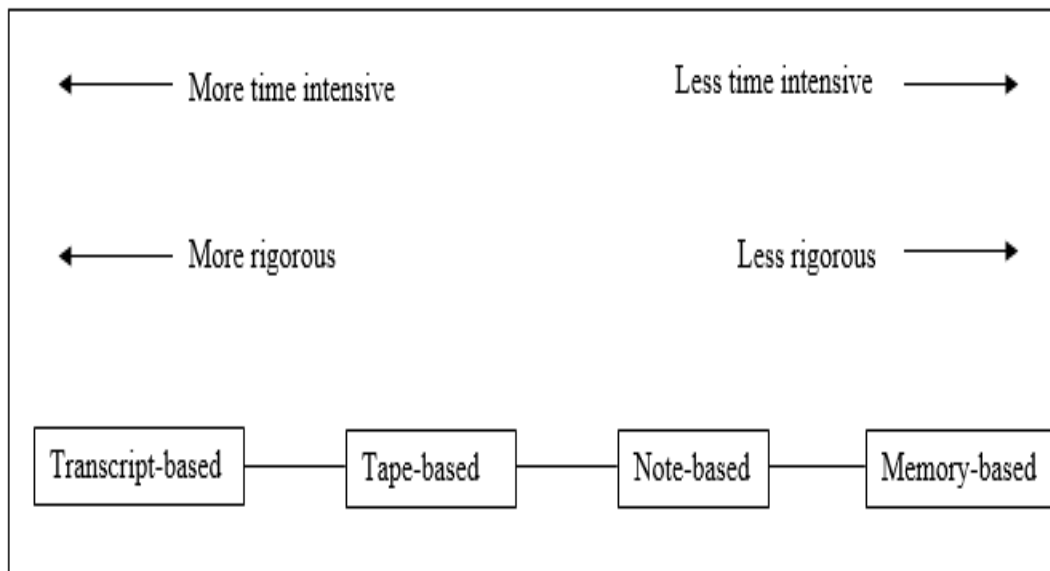 More time intensive
Less time intensive
More rigorous
Less rigorous
Transcript-based
Tape-based
Note-based
Memory-based